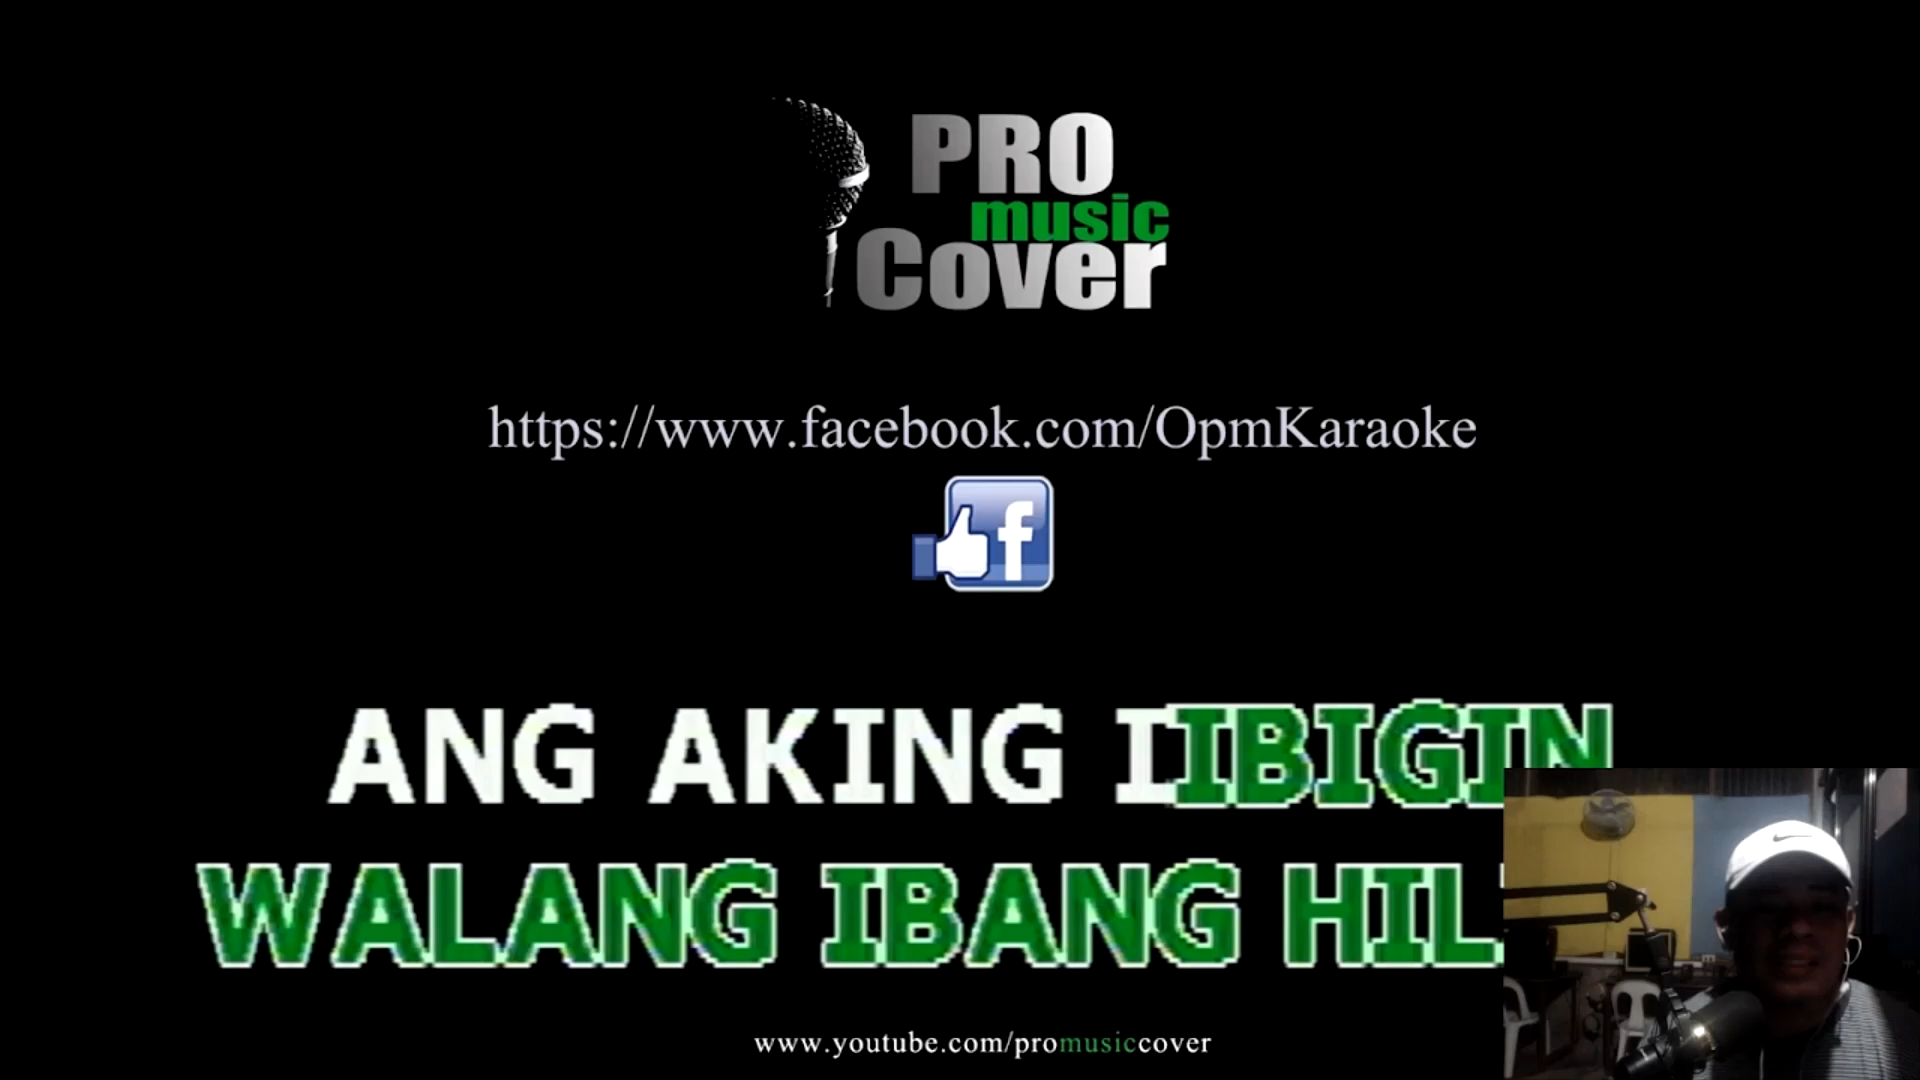 PRO
music
Cover
https://www.facebook.com/OpmKaraoke
f
ANG AKING IIBIGIN
WALANG IBANG
www.youtube.com/promusiccover